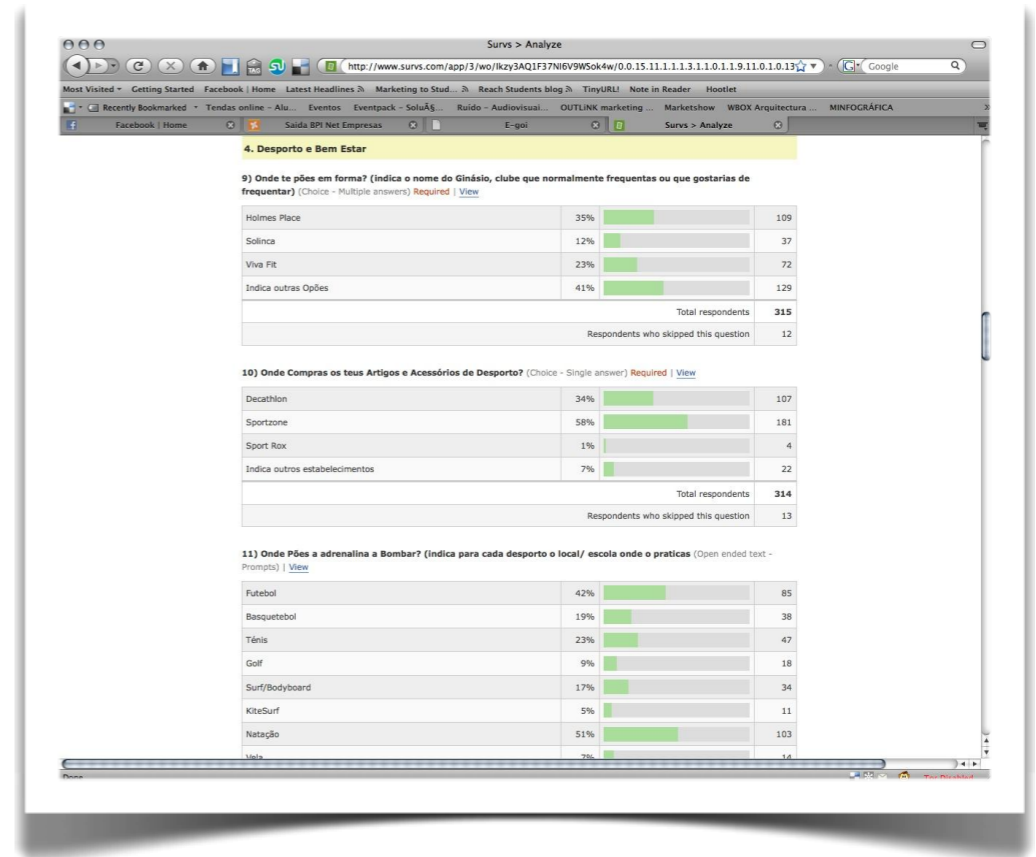 Survs > Analyze
http://www.survs.com/app/3/wo/Ikzy3AQ1F37NI6V9WSok4w/0.0.15.11.1.1.1.3.1.1.0.1.1.9.11.0.1.0.13 Google
Most Visited Getting Started Facebook | Home Latest Headlines Marketing to Stud... Reach Students blog TinyURL! Note in Reader Hootlet
Recently Bookmarked Tendas online - Alu... Eventos Eventpack - SoluÃ§... Ruído - Audiovisuai... OUTLINK marketing ... Marketshow WBOX Arquitectura ... MINFOGRÁFICA
Facebook | Home Saida BPI Net Empresas E-goi Survs > Analyze
4. Desporto e Bem Estar
9) Onde te pões em forma? (indica o nome do Ginásio, clube que normalmente frequentas ou que gostarias de
frequentar) (Choice - Multiple answers) Required | View
Holmes Place 35% 109
Solinca 12% 37
Viva Fit 23% 72
Indica outras Opões 41% 129
Total respondents 315
Respondents who skipped this question 12
10) Onde Compras os teus Artigos e Acessórios de Desporto? (Choice - Single answer) Required | View
Decathlon 34% 107
Sportzone 58% 181
Sport Rox 1% 4
Indica outros estabelecimentos 7% 22
Total respondents 314
Respondents who skipped this question 13
11) Onde Pões a adrenalina a Bombar? (indica para cada desporto o local/ escola onde o praticas (Open ended text -
Prompts) | View
Futebol 42% 85
Basquetebol 19% 38
Ténis 23% 47
Golf 9% 18
Surf/Bodyboard 17% 34
KiteSurf 5% 11
Natação 51% 103
Vela 7% 14
Done Tor Disabled